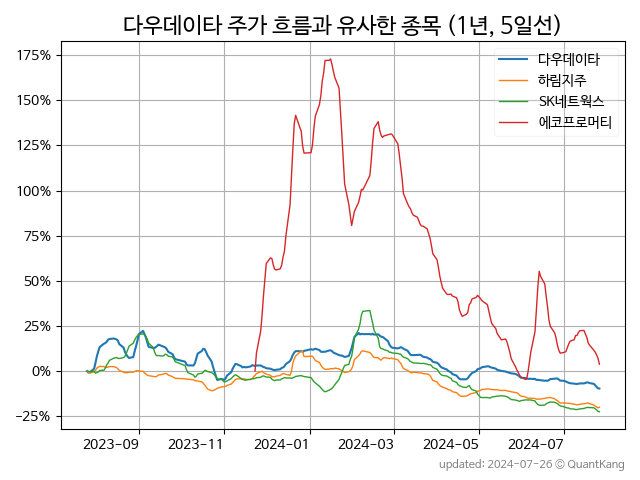 다우데이타 주가 흐름과 유사한 종목 (1년, 5일선)
다우데이타
하림지주
SK네트웍스
에코프로머티
175%
150%
125%
100%
75%
50%
25%
0%
−25%
2023−09
2023−11
2024−01
2024−03
2024−05
2024−07
updated: 2024-07-26 © QuantKang